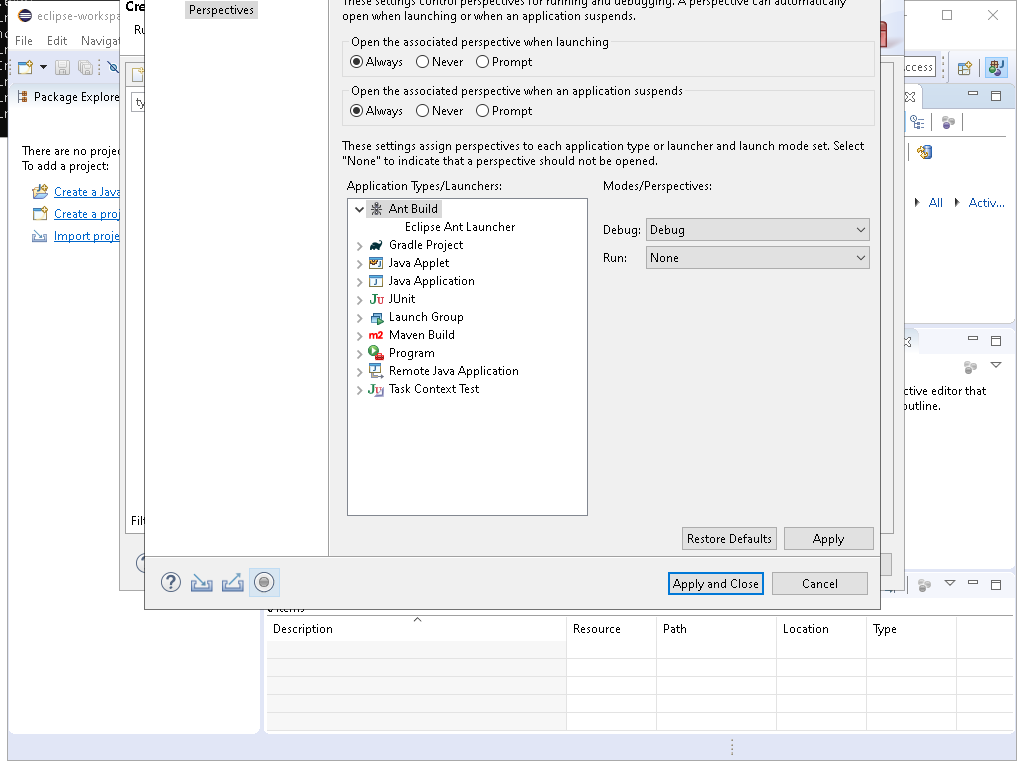 eclipse-workspa
Cre
File Edit Navigat
Ru
Perspectives
These settings control perspectives for running and debugging. A perspective can automatically
open when launching or when an application suspends.
Open the associated perspective when launching
Always Never Prompt
Open the associated perspective when an application suspends
Always Never Prompt
These settings assign perspectives to each application type or launcher and launch mode set. Select
"None" to indicate that a perspective should not be opened.
Application Types/Launchers:
Modes/Perspectives:
Ant Build
Eclipse Ant Launcher
Gradle Project
Java Applet
Java Application
JUnit
Launch Group
Maven Build
Program
Remote Java Application
Task Context Test
Debug: Debug
Run: None
Restore Defaults Apply
Apply and Close Cancel
Package Explore
ty
There are no projec
To add a project:
Create a Java
Create a proj
Import proje
Filt
ccess
All Activ...
ctive editor that
outline.
items
Description Resource Path Location Type